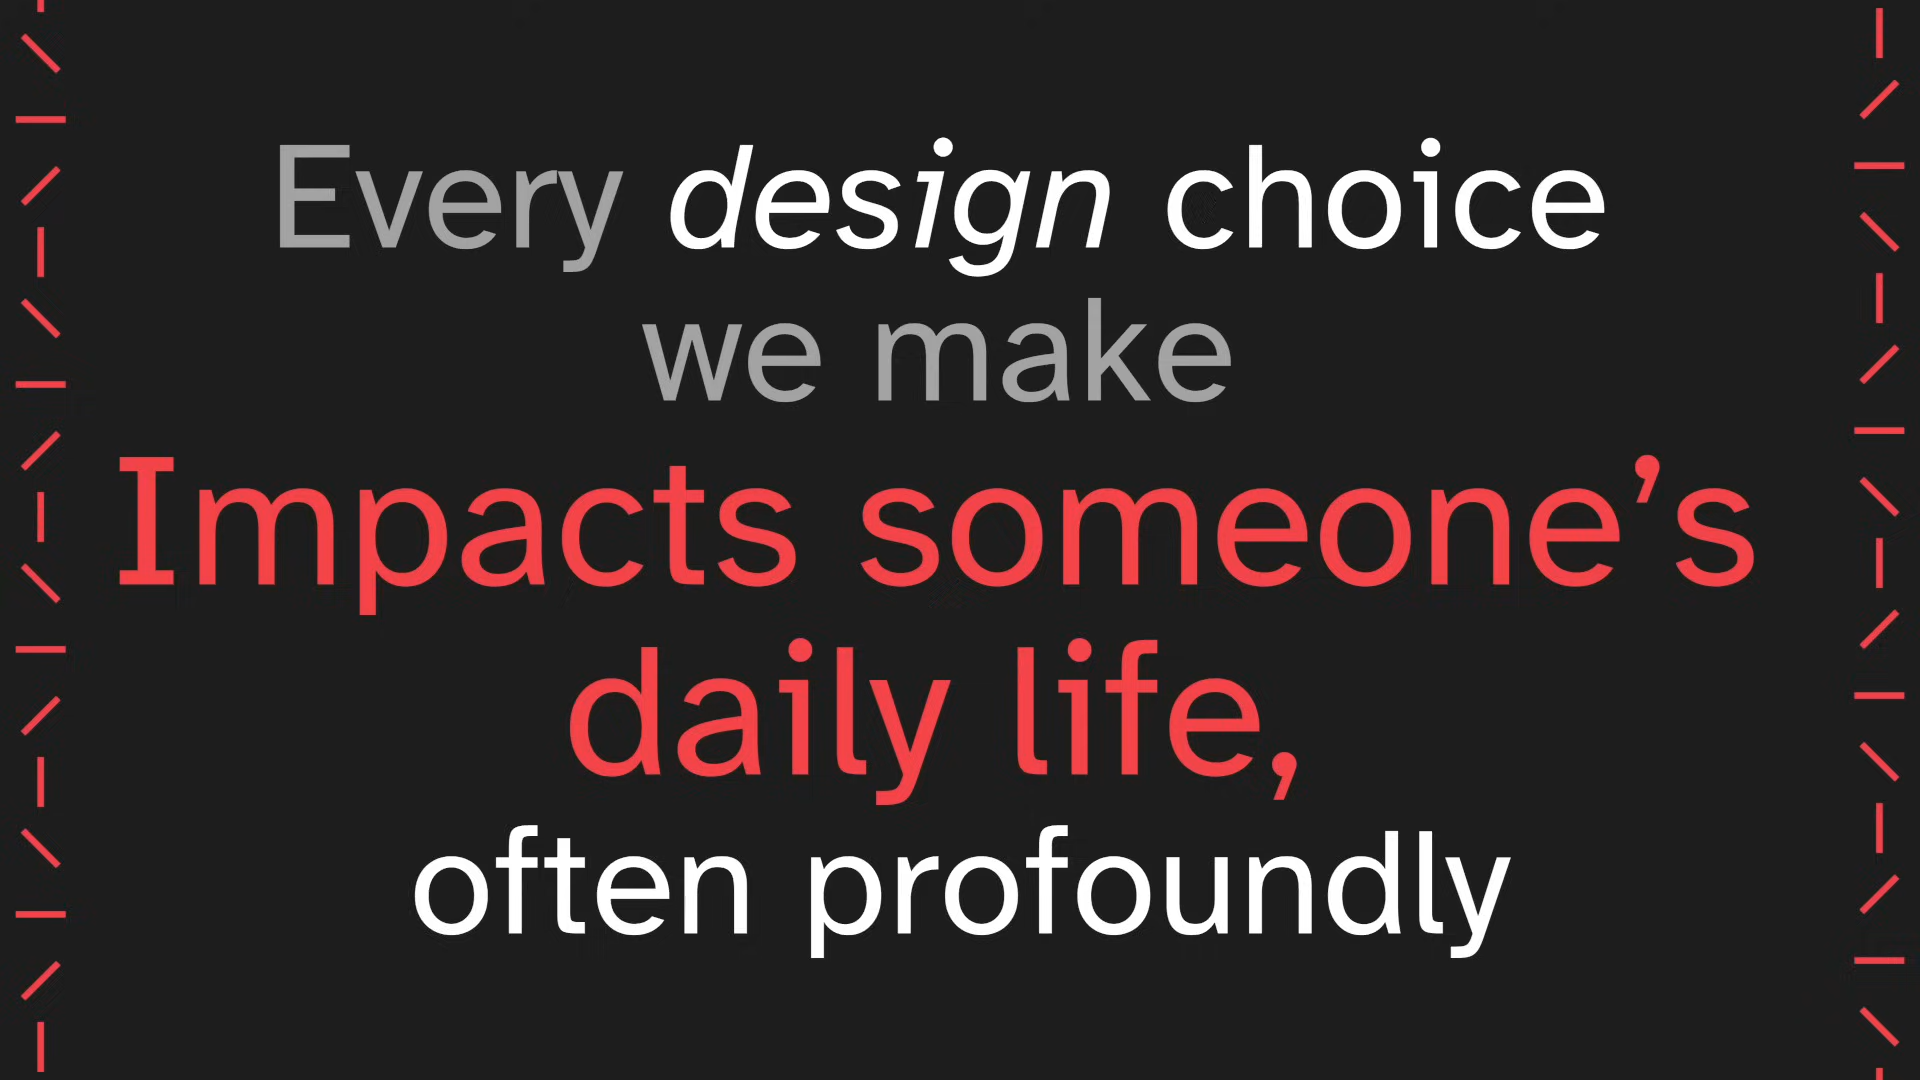 Every design choice
we make
Impacts someone’s
daily life,
often profoundly